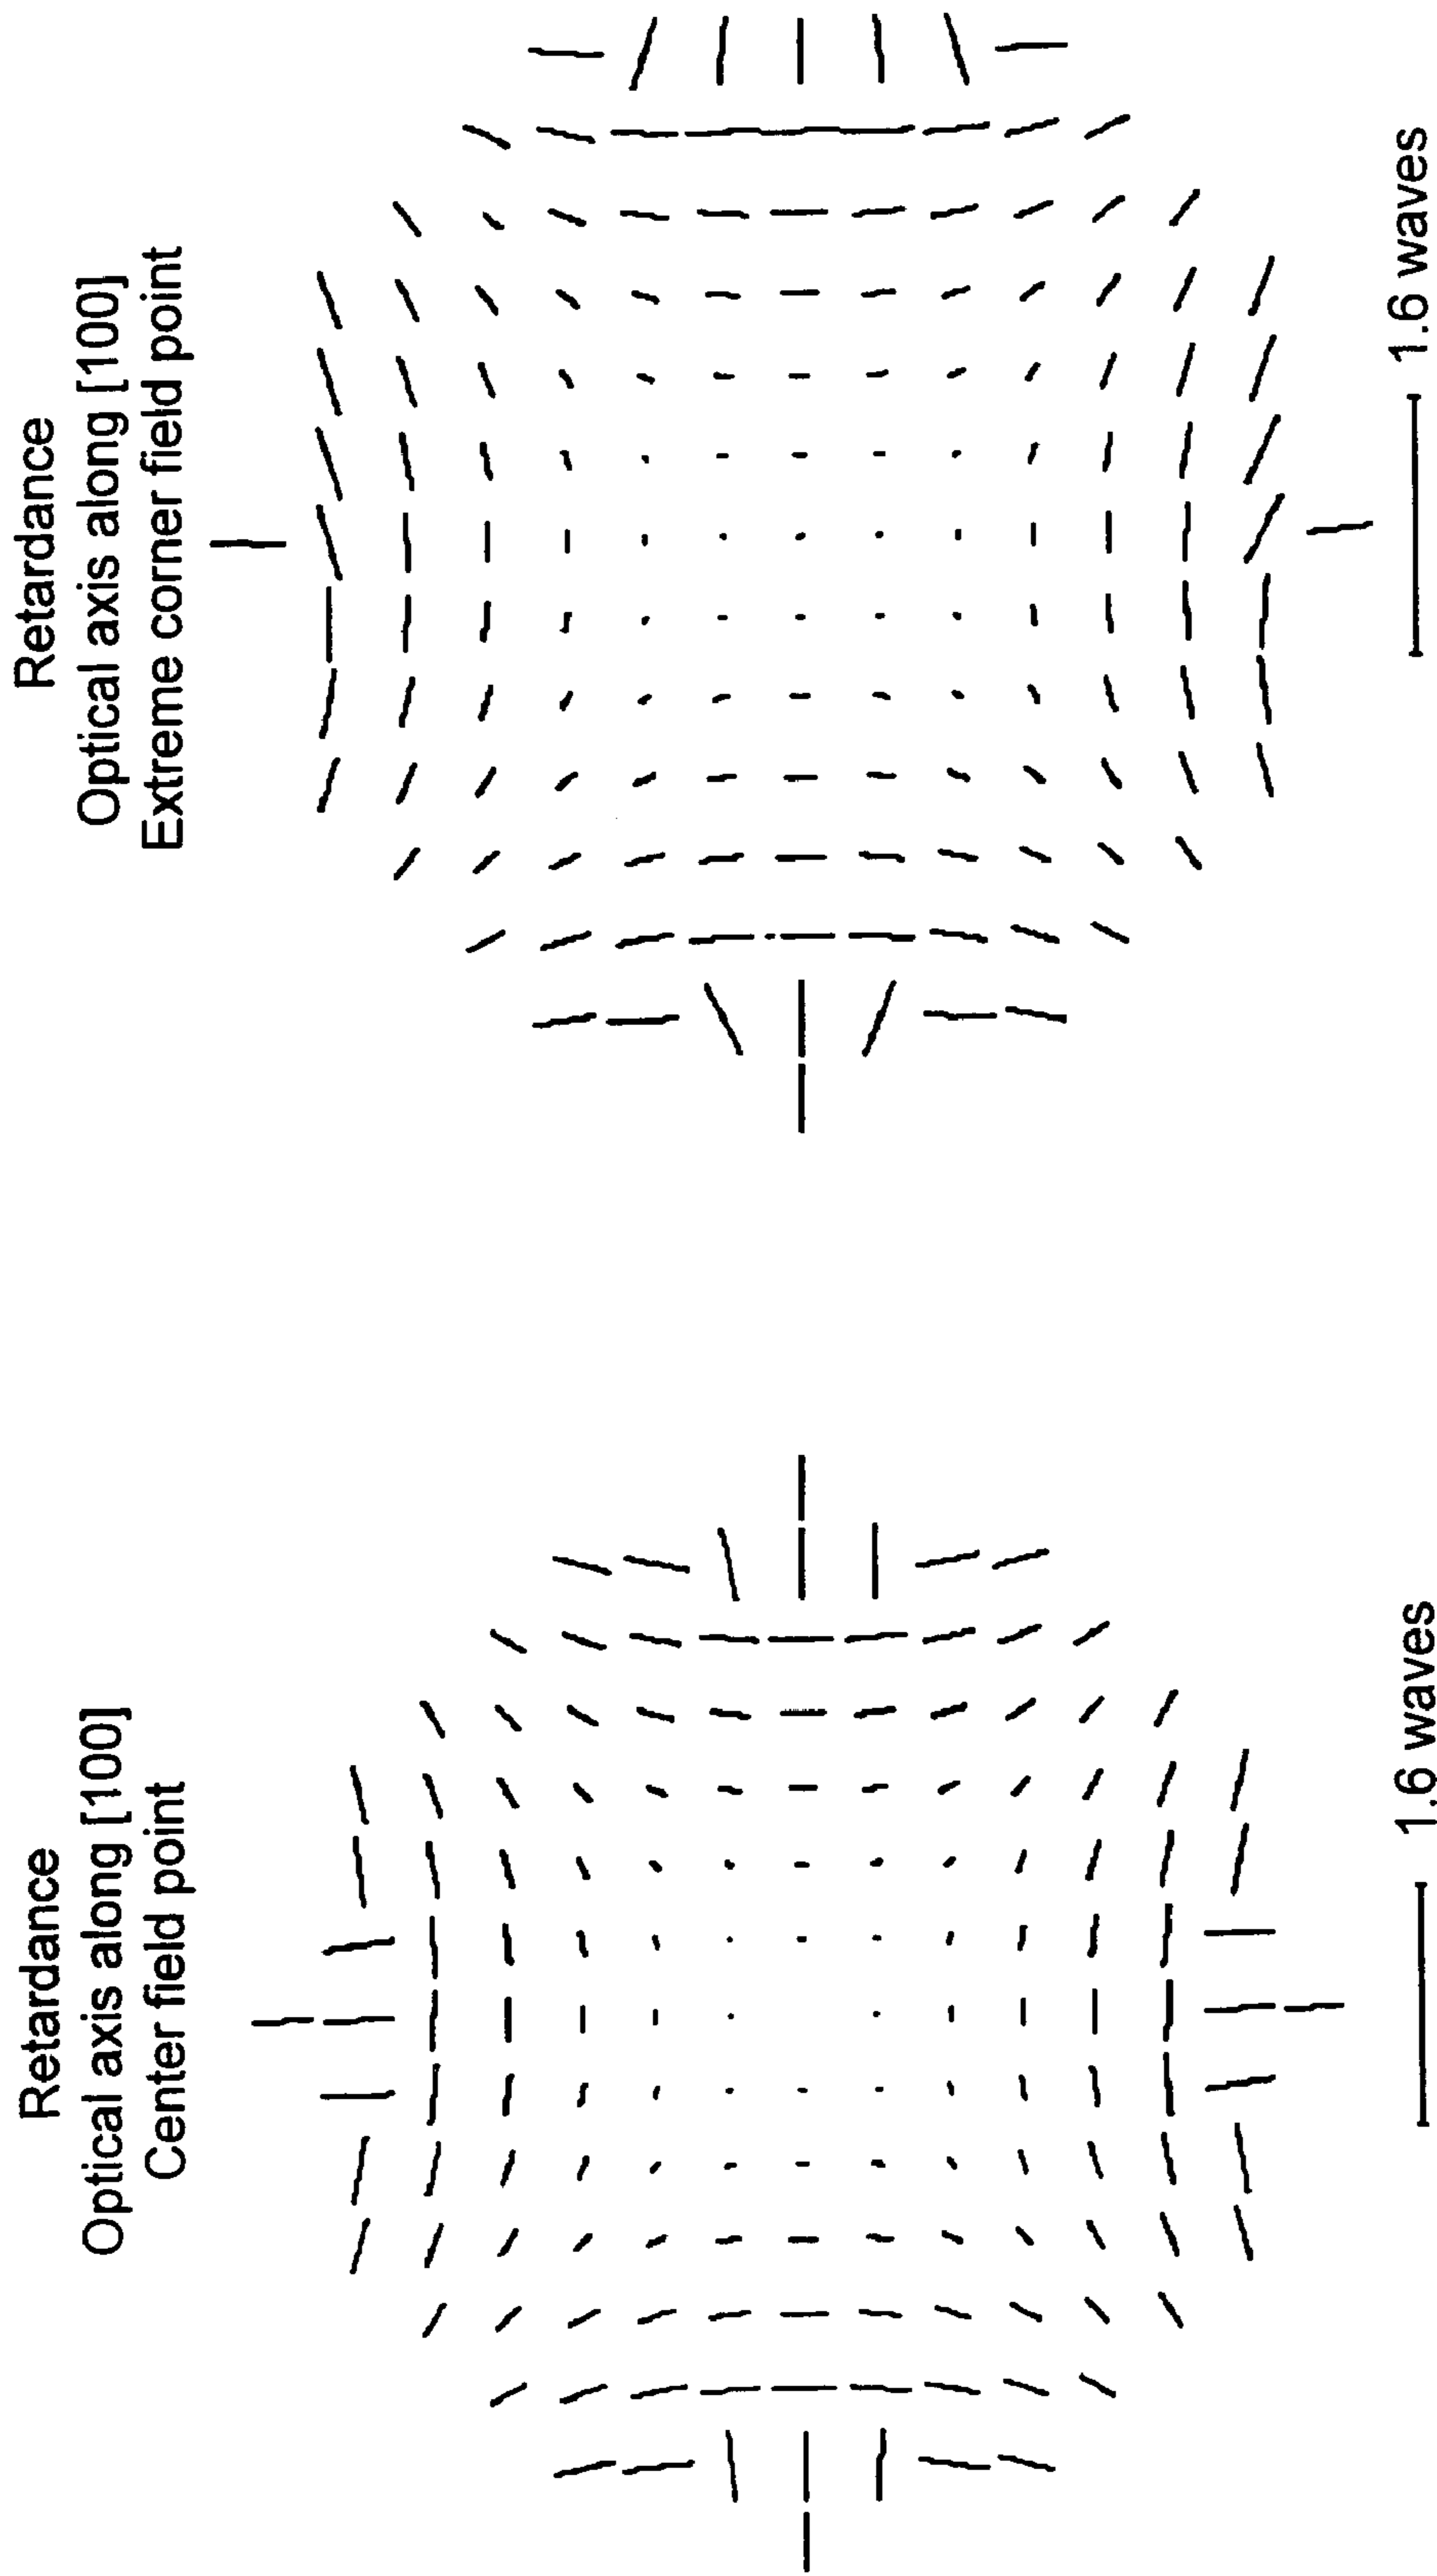 Retardance
Optical axis along [100]
Center field point
1.6 waves
Retardance
Optical axis along [100]
Extreme corner field point
1.6 waves